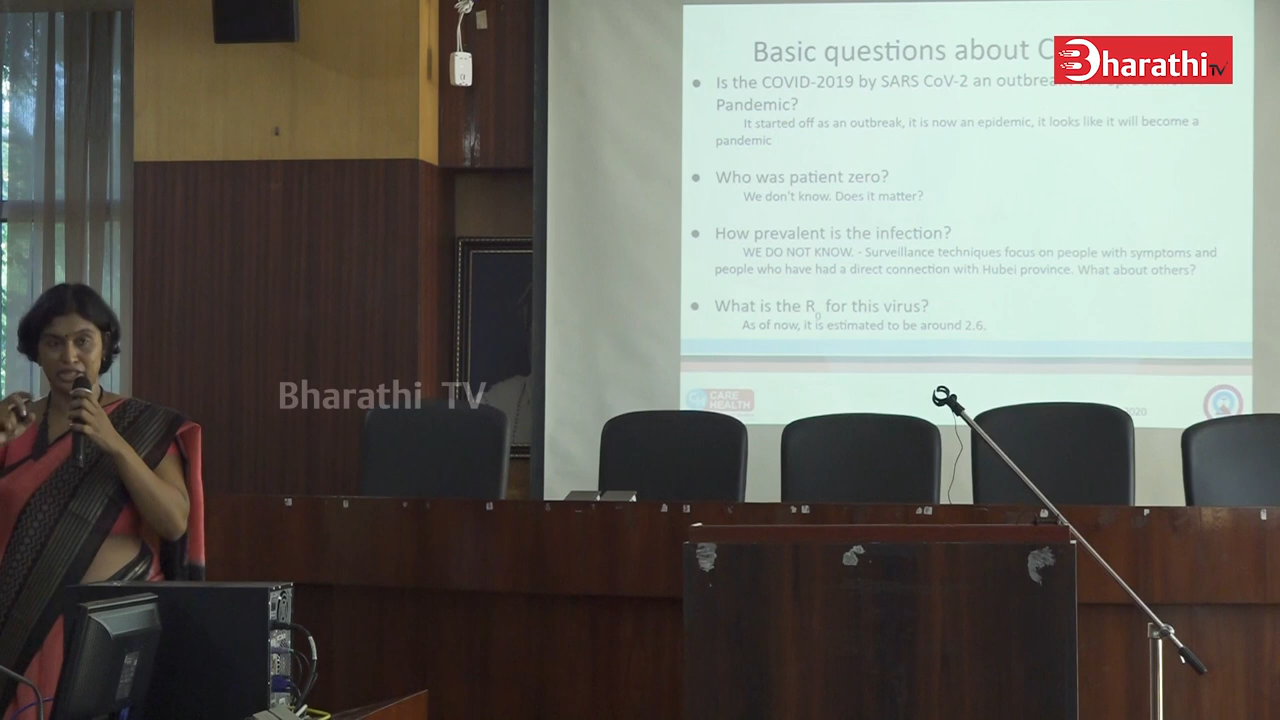 Basic questions about
Bharathi TV
Is the COVID-2019 by SARS CoV-2 an
Pandemic?
It started off as an outbreak, it is now an epidemic, it looks like it will become a
pandemic
Who was patient zero?
We don't know. Does it matter?
How prevalent is the infection?
WE DO NOT KNOW. - Surveillance techniques focus on people with symptoms and
people who have had a direct connection with Hubei province. What about others?
What is the R0 for this virus?
As of now, it is estimated to be around 2.6.
Bharathi TV
CARE
HEALTH
2020